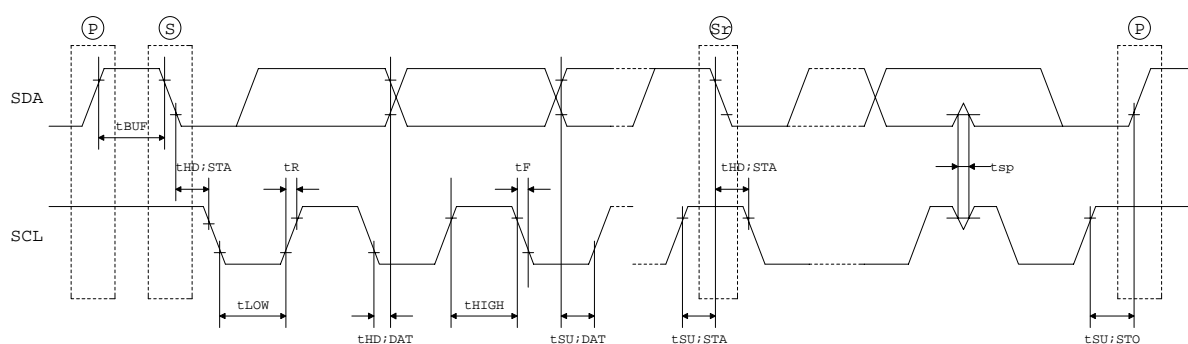 P S Sr P
SDA
tBUF
tHD;STA tR tF tHD;STA tsp
SCL
tLOW tHIGH
tHD;DAT tSU;DAT tSU;STA tSU;STO